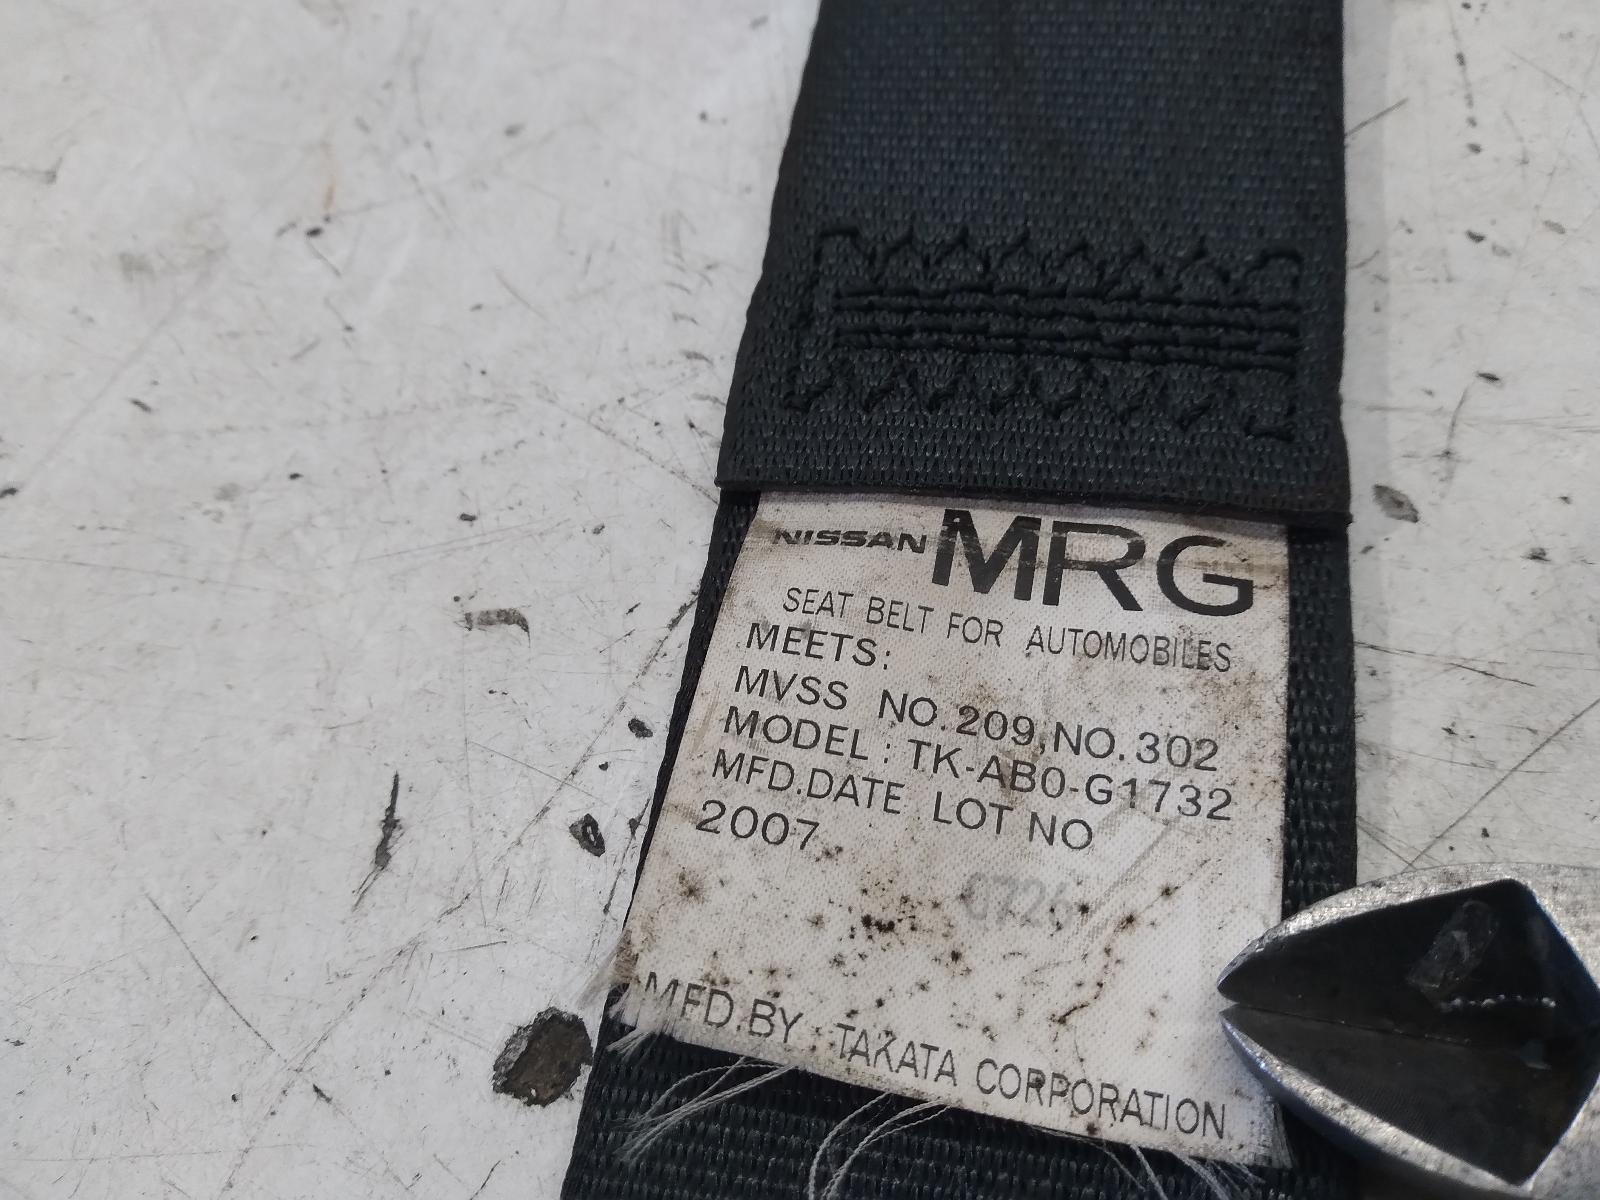 NISSAN MRG
SEAT BELT FOR AUTOMOBILES
MEETS:
MVSS NO.209,NO.302
MODEL : TK-AB0-G1732
MFD.DATE LOT NO
2007
0726
MFD.BY TAKATA CORPORATION